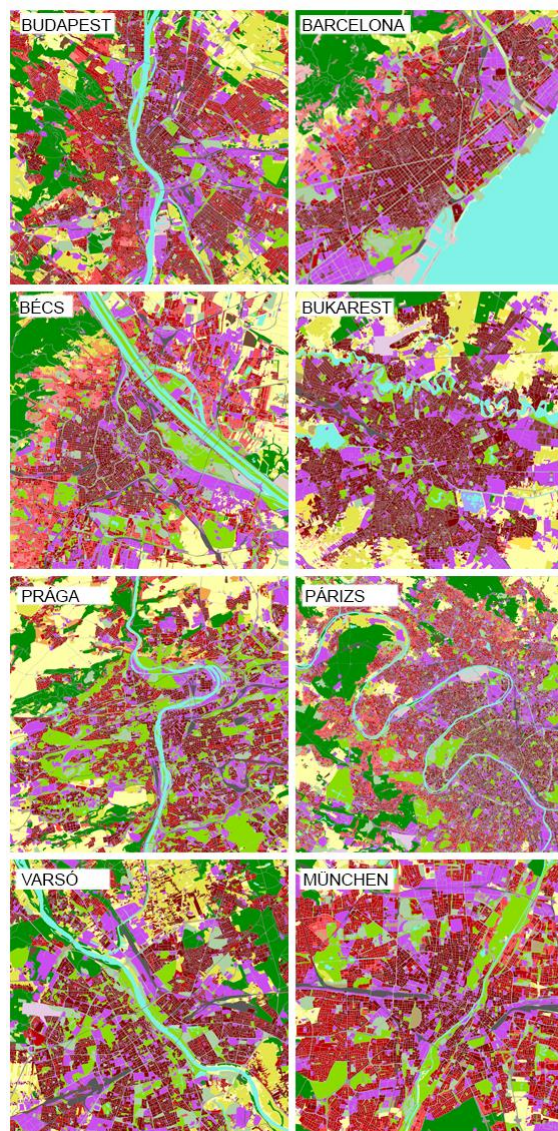 BUDAPEST
BARCELONA
BÉCS
BUKAREST
PRÁGA
PÁRIZS
VARSÓ
MÜNCHEN